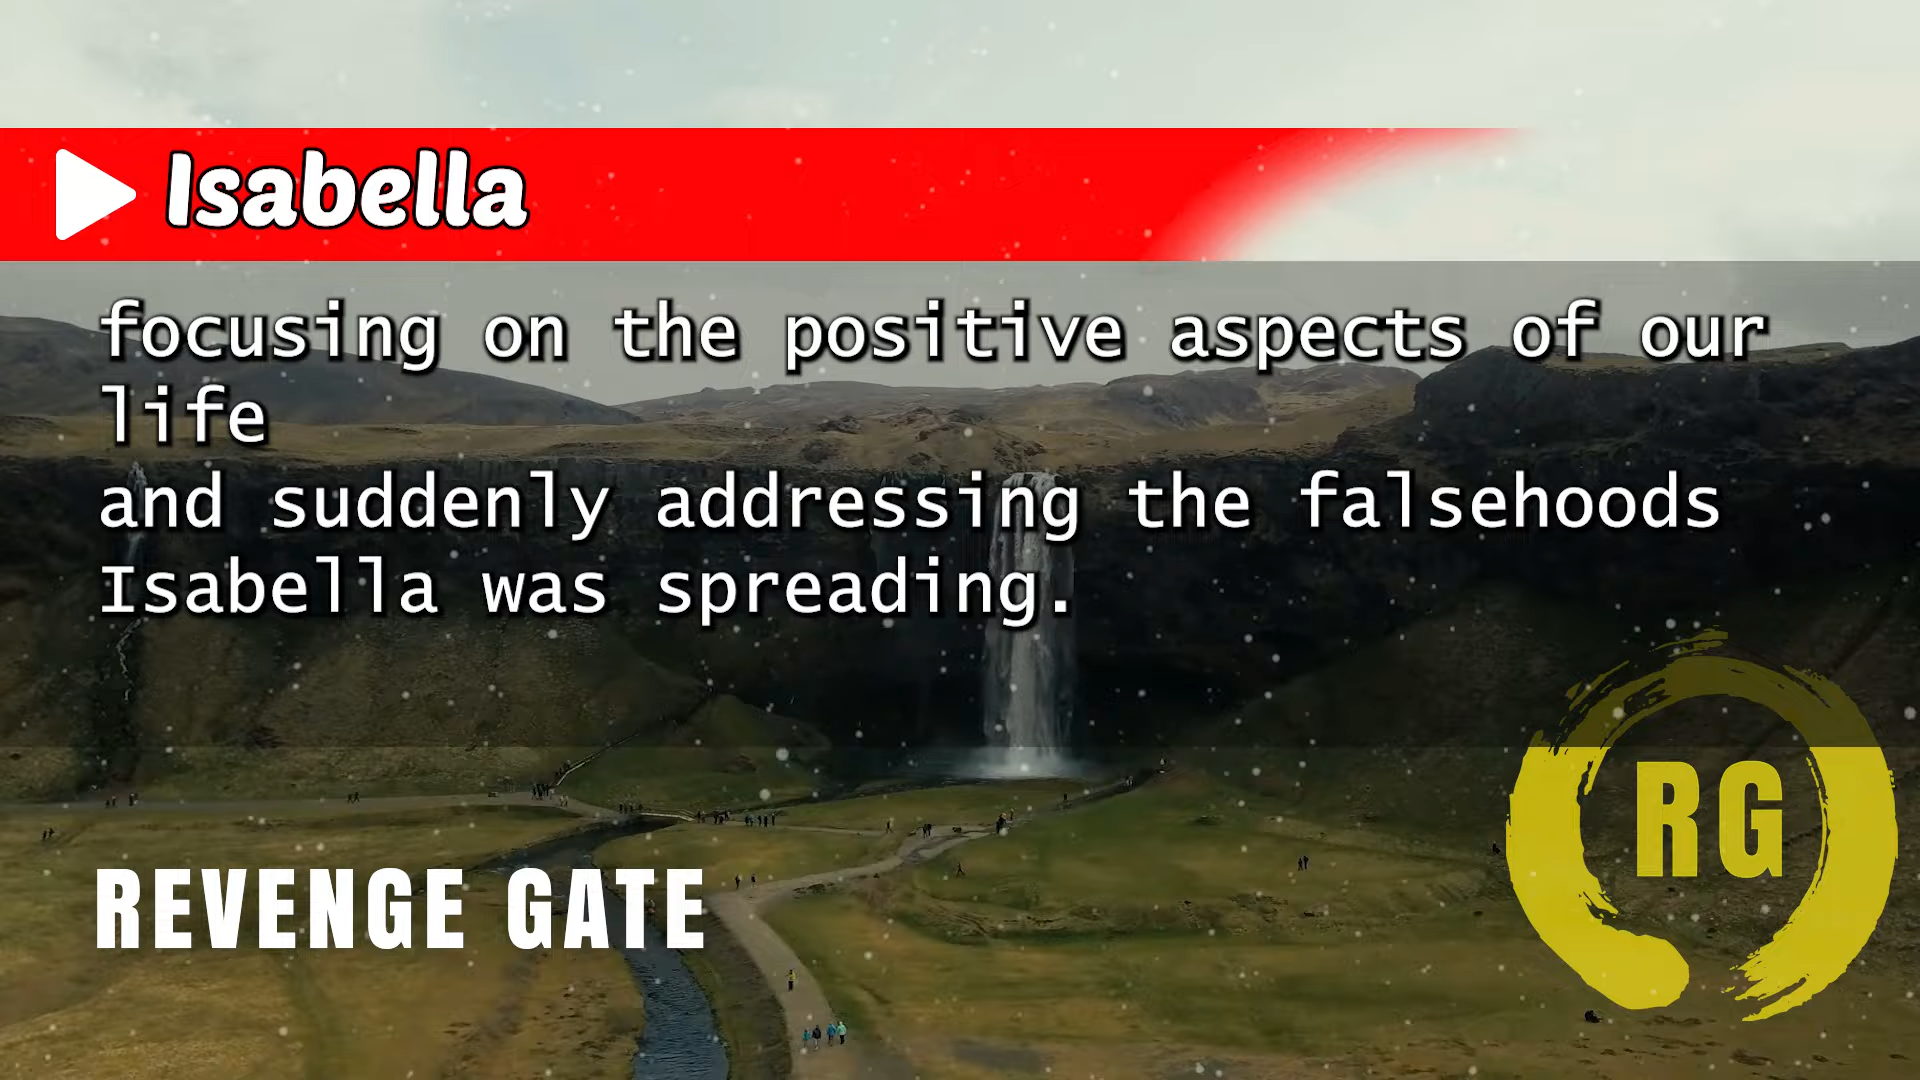 Isabella
focusing on the positive aspects of our
life
and suddenly addressing the falsehoods
Isabella was spreading.
RG
REVENGE GATE